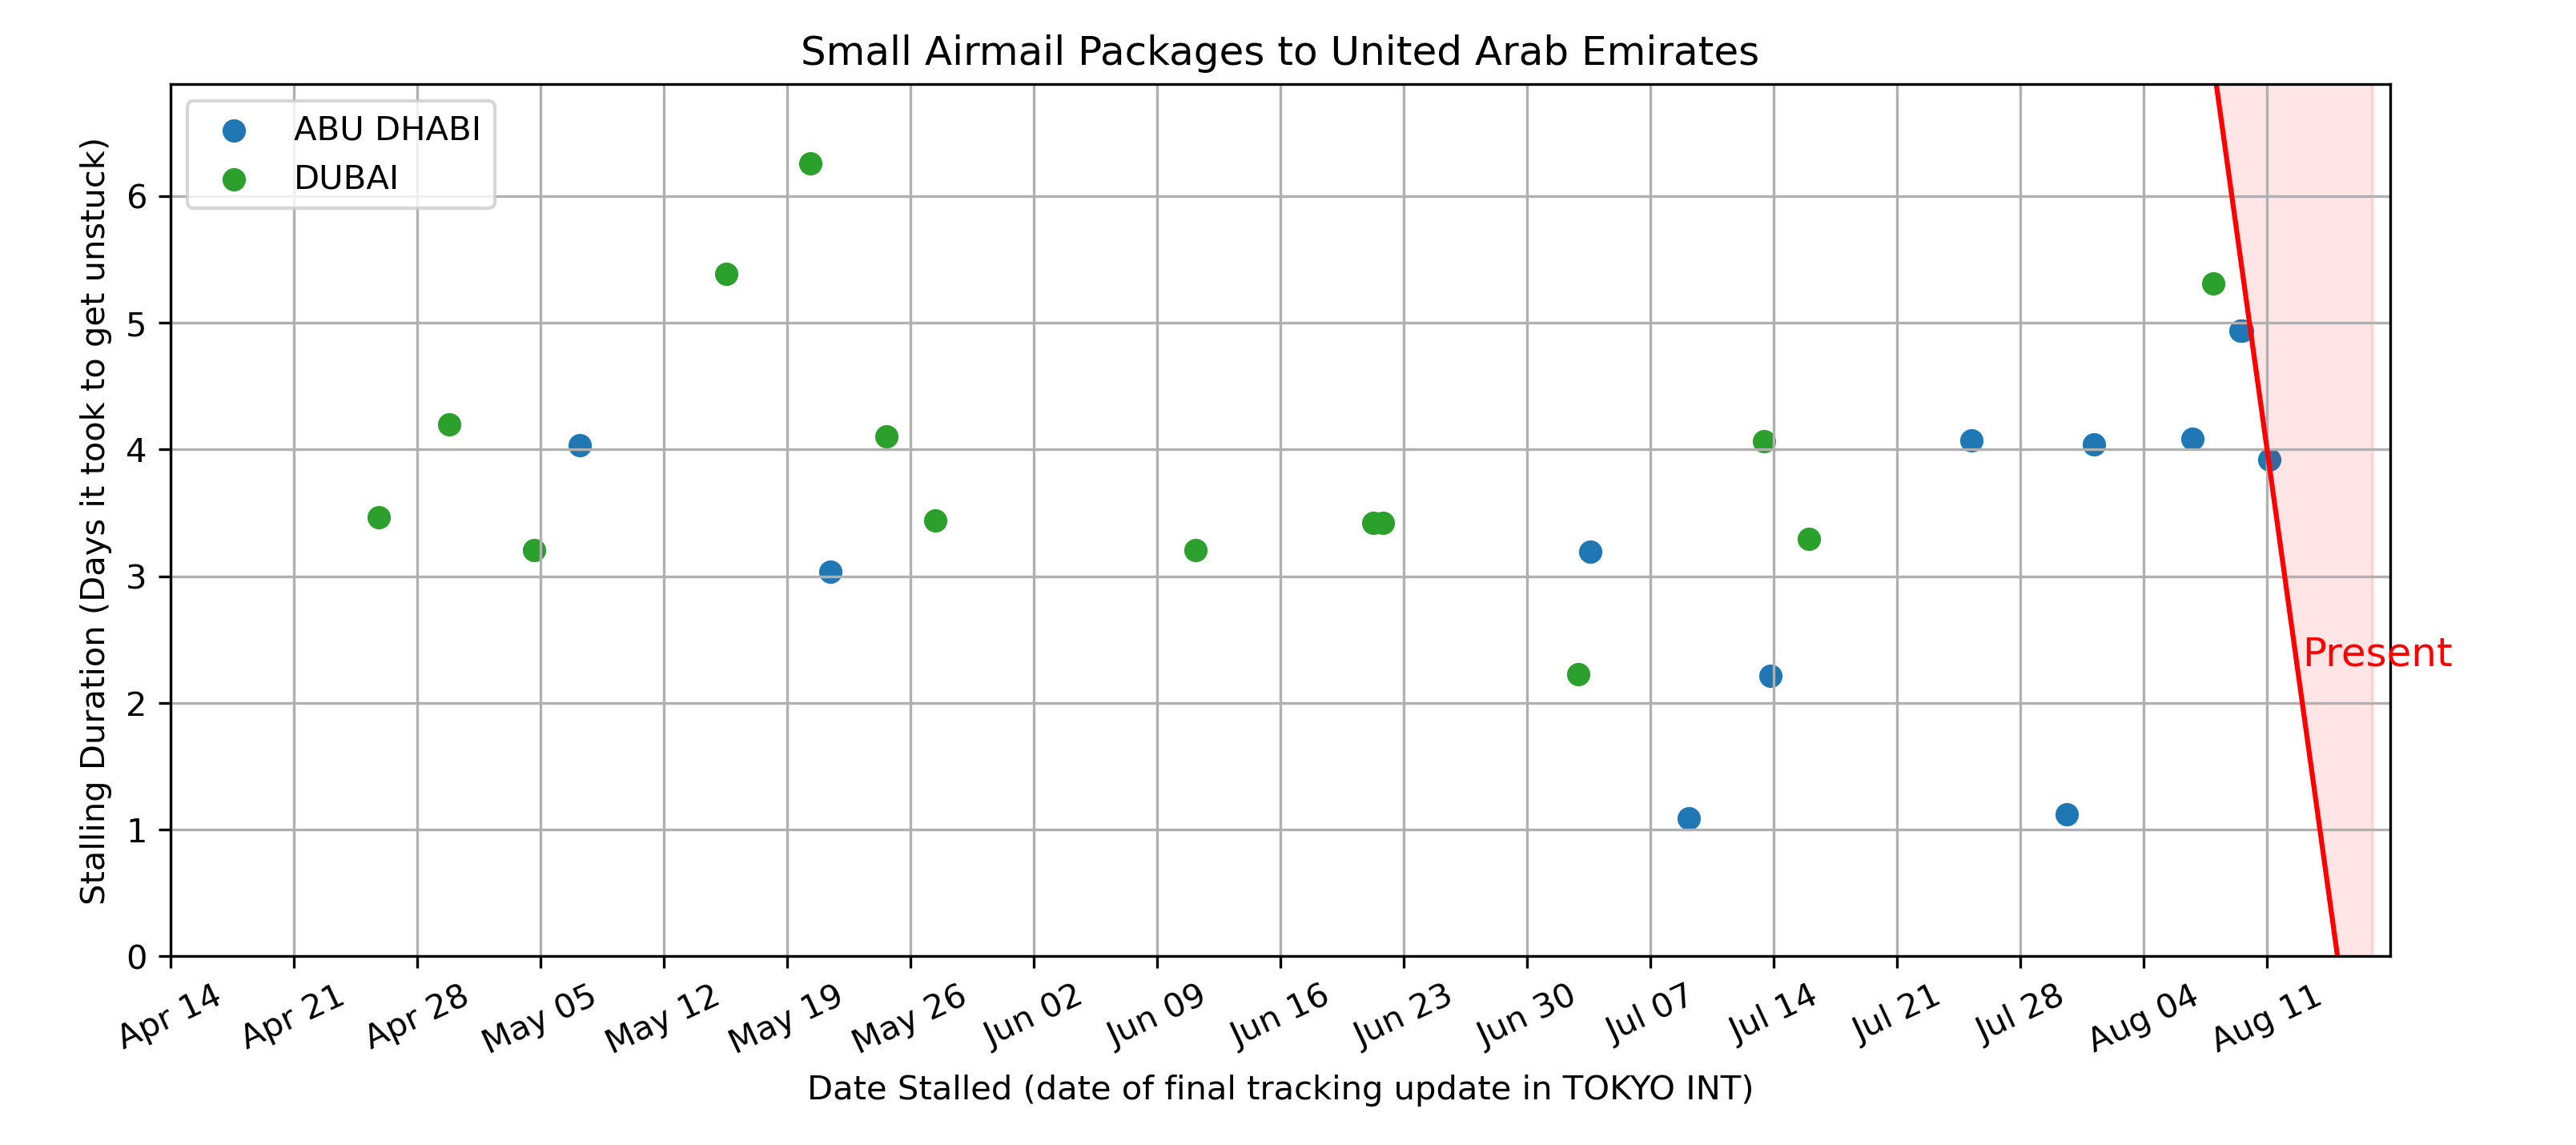 Small Airmail Packages to United Arab Emirates
ABU DHABI
DUBAI
Stalling Duration (Days it took to get unstuck)
6
5
4
3
2
1
0
Present
Apr 14
Apr 21
Apr 28
May 05
May 12
May 19
May 26
Jun 02
Jun 09
Jun 16
Jun 23
Jun 30
Jul 07
Jul 14
Jul 21
Jul 28
Aug 04
Aug 11
Date Stalled (date of final tracking update in TOKYO INT)